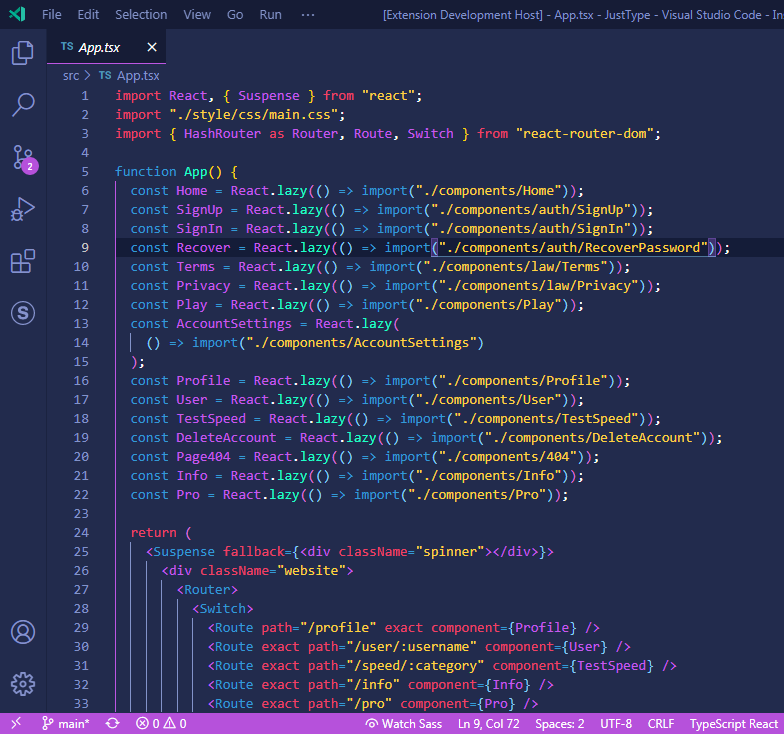 File Edit Selection View Go Run ··· [Extension Development Host] - App.tsx - JustType - Visual Studio Code - Ins
TS App.tsx ×
src > TS App.tsx
1 import React, { Suspense } from "react";
2 import "./style/css/main.css";
3 import { HashRouter as Router, Route, Switch } from "react-router-dom";
4
5 function App() {
6 const Home = React.lazy(() => import("./components/Home"));
7 const SignUp = React.lazy(() => import("./components/auth/SignUp"));
8 const SignIn = React.lazy(() => import("./components/auth/SignIn"));
9 const Recover = React.lazy(() => import("./components/auth/RecoverPassword"));
10 const Terms = React.lazy(() => import("./components/law/Terms"));
11 const Privacy = React.lazy(() => import("./components/law/Privacy"));
12 const Play = React.lazy(() => import("./components/Play"));
13 const AccountSettings = React.lazy(
14 () => import("./components/AccountSettings")
15 );
16 const Profile = React.lazy(() => import("./components/Profile"));
17 const User = React.lazy(() => import("./components/User"));
18 const TestSpeed = React.lazy(() => import("./components/TestSpeed"));
19 const DeleteAccount = React.lazy(() => import("./components/DeleteAccount"));
20 const Page404 = React.lazy(() => import("./components/404"));
21 const Info = React.lazy(() => import("./components/Info"));
22 const Pro = React.lazy(() => import("./components/Pro"));
23
24 return (
25 <Suspense fallback={<div className="spinner"></div>}>
26 <div className="website">
27 <Router>
28 <Switch>
29 <Route path="/profile" exact component={Profile} />
30 <Route exact path="/user/:username" component={User} />
31 <Route exact path="/speed/:category" component={TestSpeed} />
32 <Route exact path="/info" component={Info} />
33 <Route exact path="/pro" component={Pro} />
2
S
main* 0 0 Watch Sass Ln 9, Col 72 Spaces: 2 UTF-8 CRLF TypeScript React